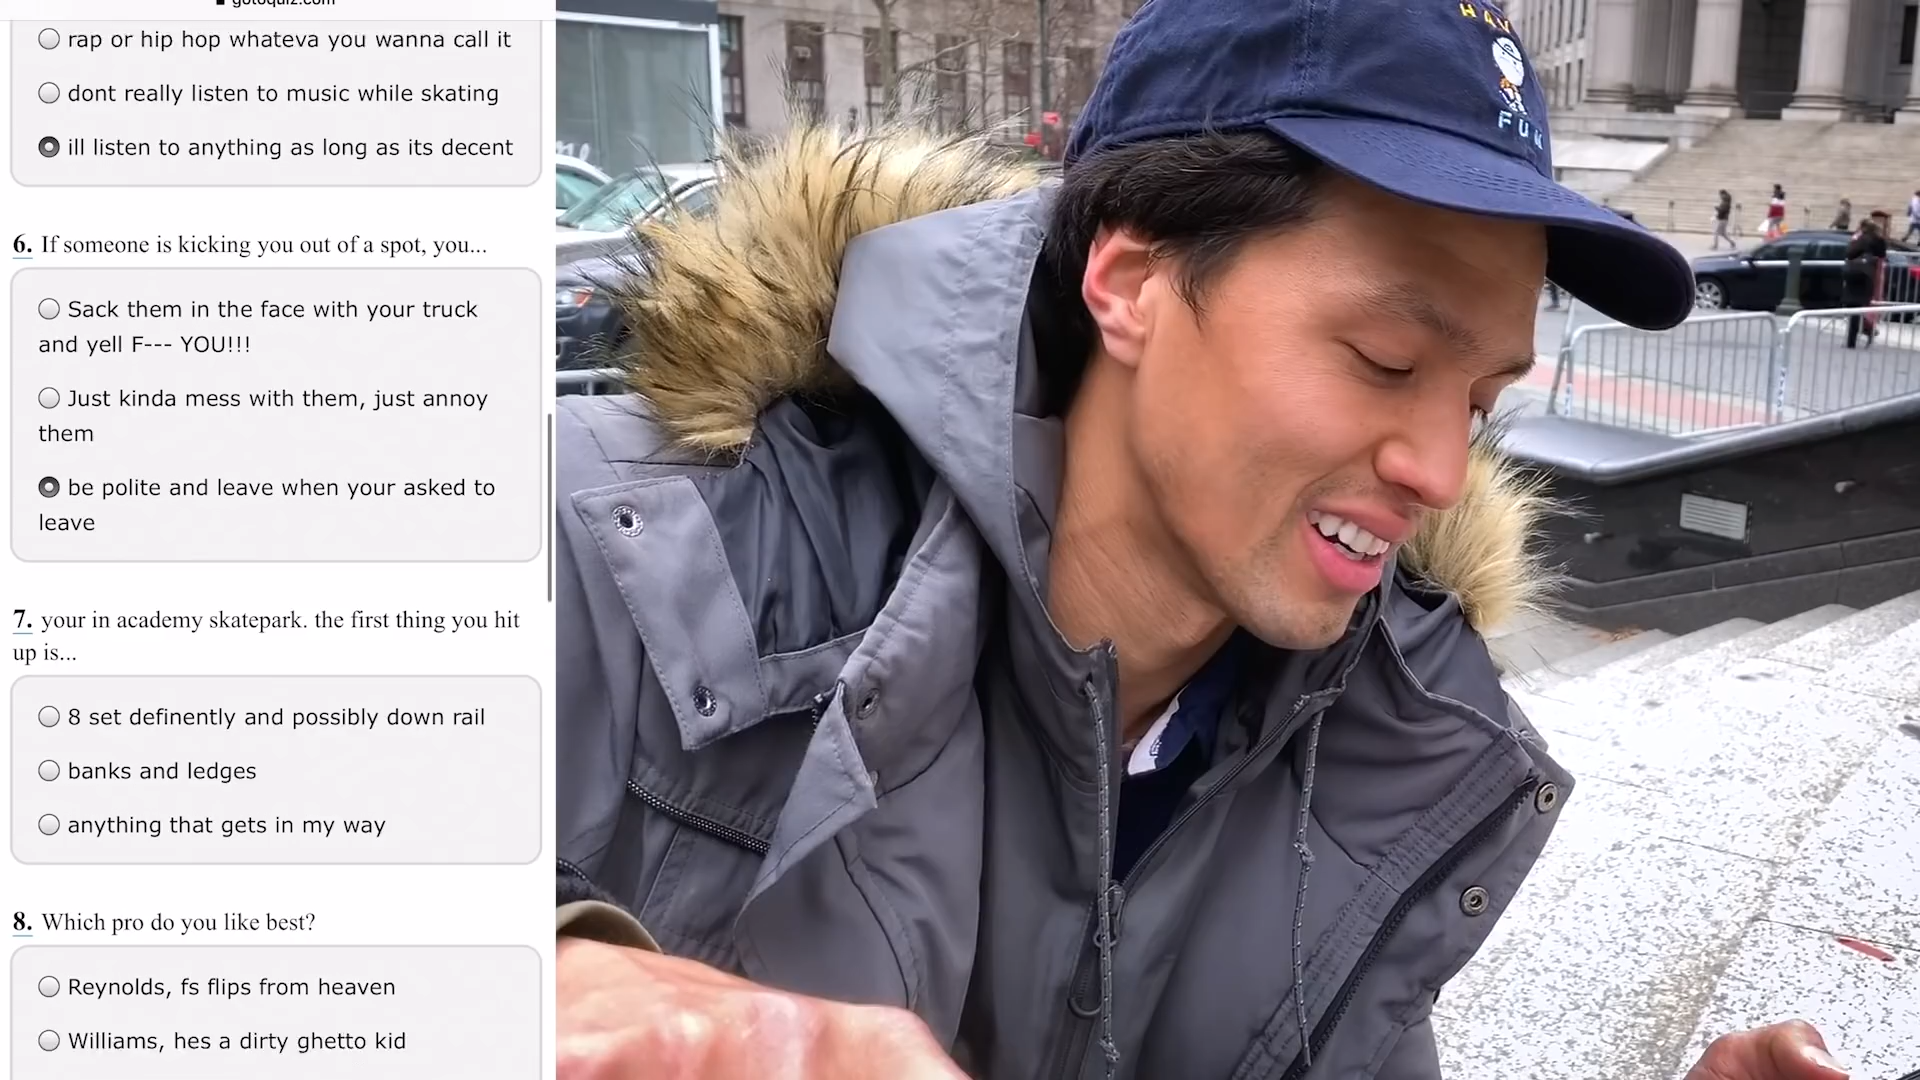 gotoquiz.com
rap or hip hop whateva you wanna call it
dont really listen to music while skating
ill listen to anything as long as its decent
6. If someone is kicking you out of a spot, you...
Sack them in the face with your truck
and yell F--- YOU!!!
Just kinda mess with them, just annoy
them
be polite and leave when your asked to
leave
7. your in academy skatepark. the first thing you hit
up is...
8 set definently and possibly down rail
banks and ledges
anything that gets in my way
8. Which pro do you like best?
Reynolds, fs flips from heaven
Williams, hes a dirty ghetto kid